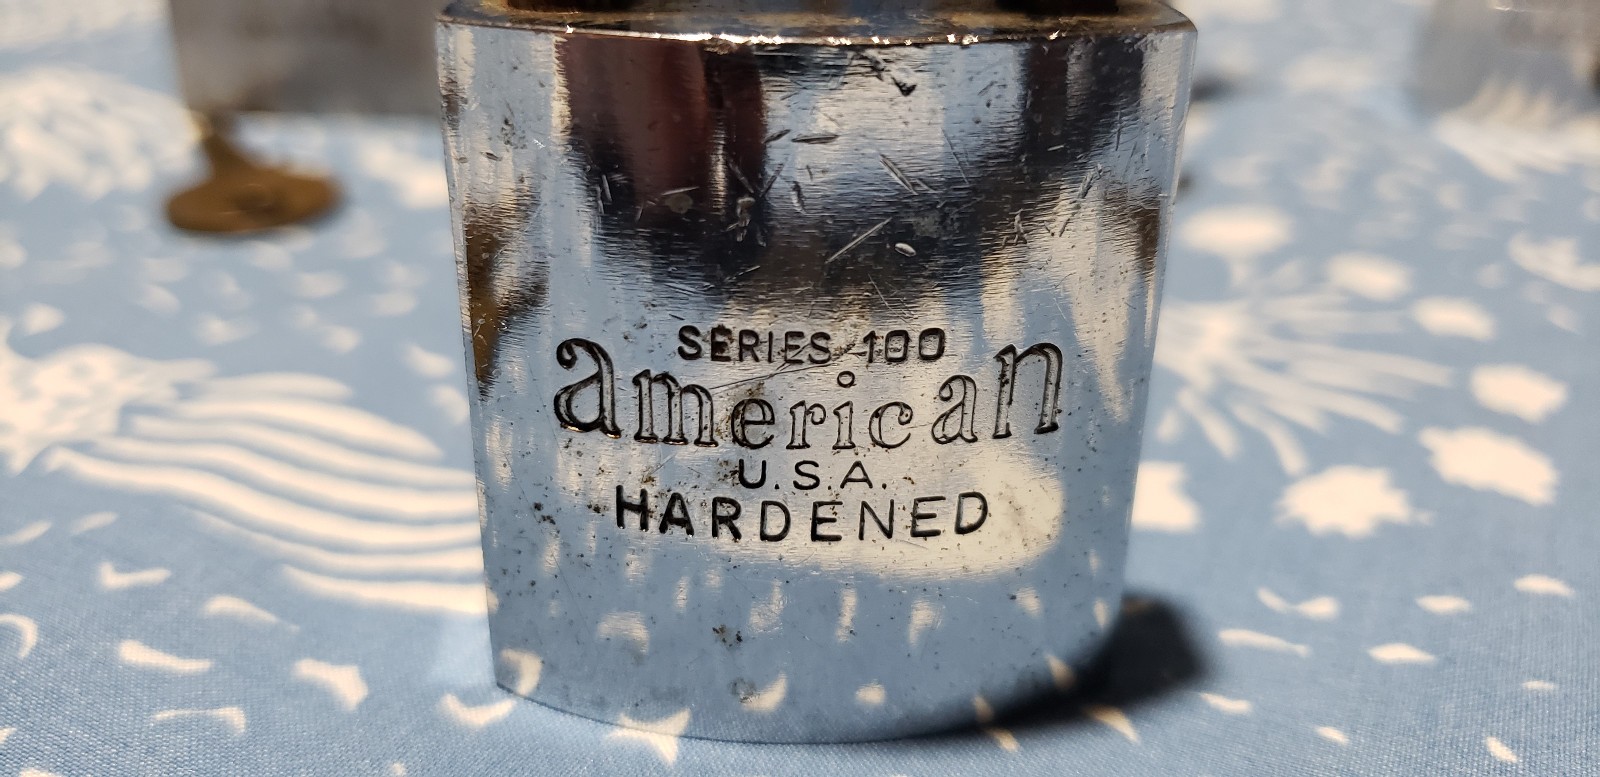 SERIES 100
american
U.S.A.
HARDENED